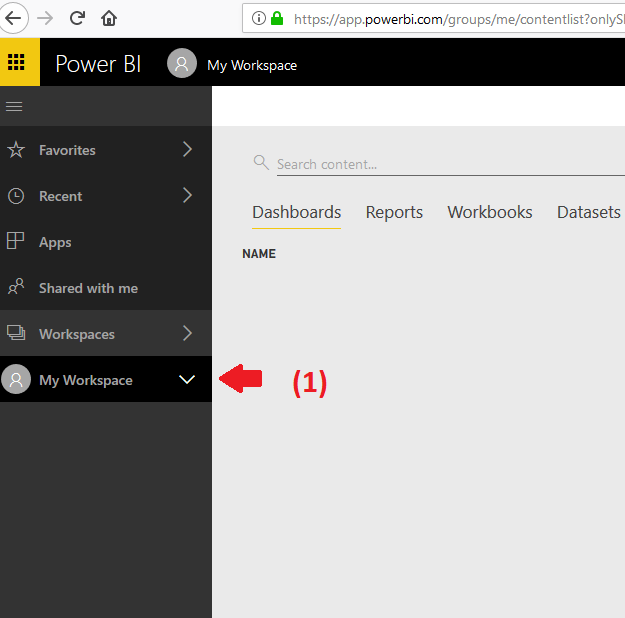 https://app.powerbi.com/groups/me/contentlist?onlyS
Power BI My Workspace
Favorites
Recent
Apps
Shared with me
Workspaces
My Workspace
Search content...
Dashboards Reports Workbooks Datasets
NAME
(1)